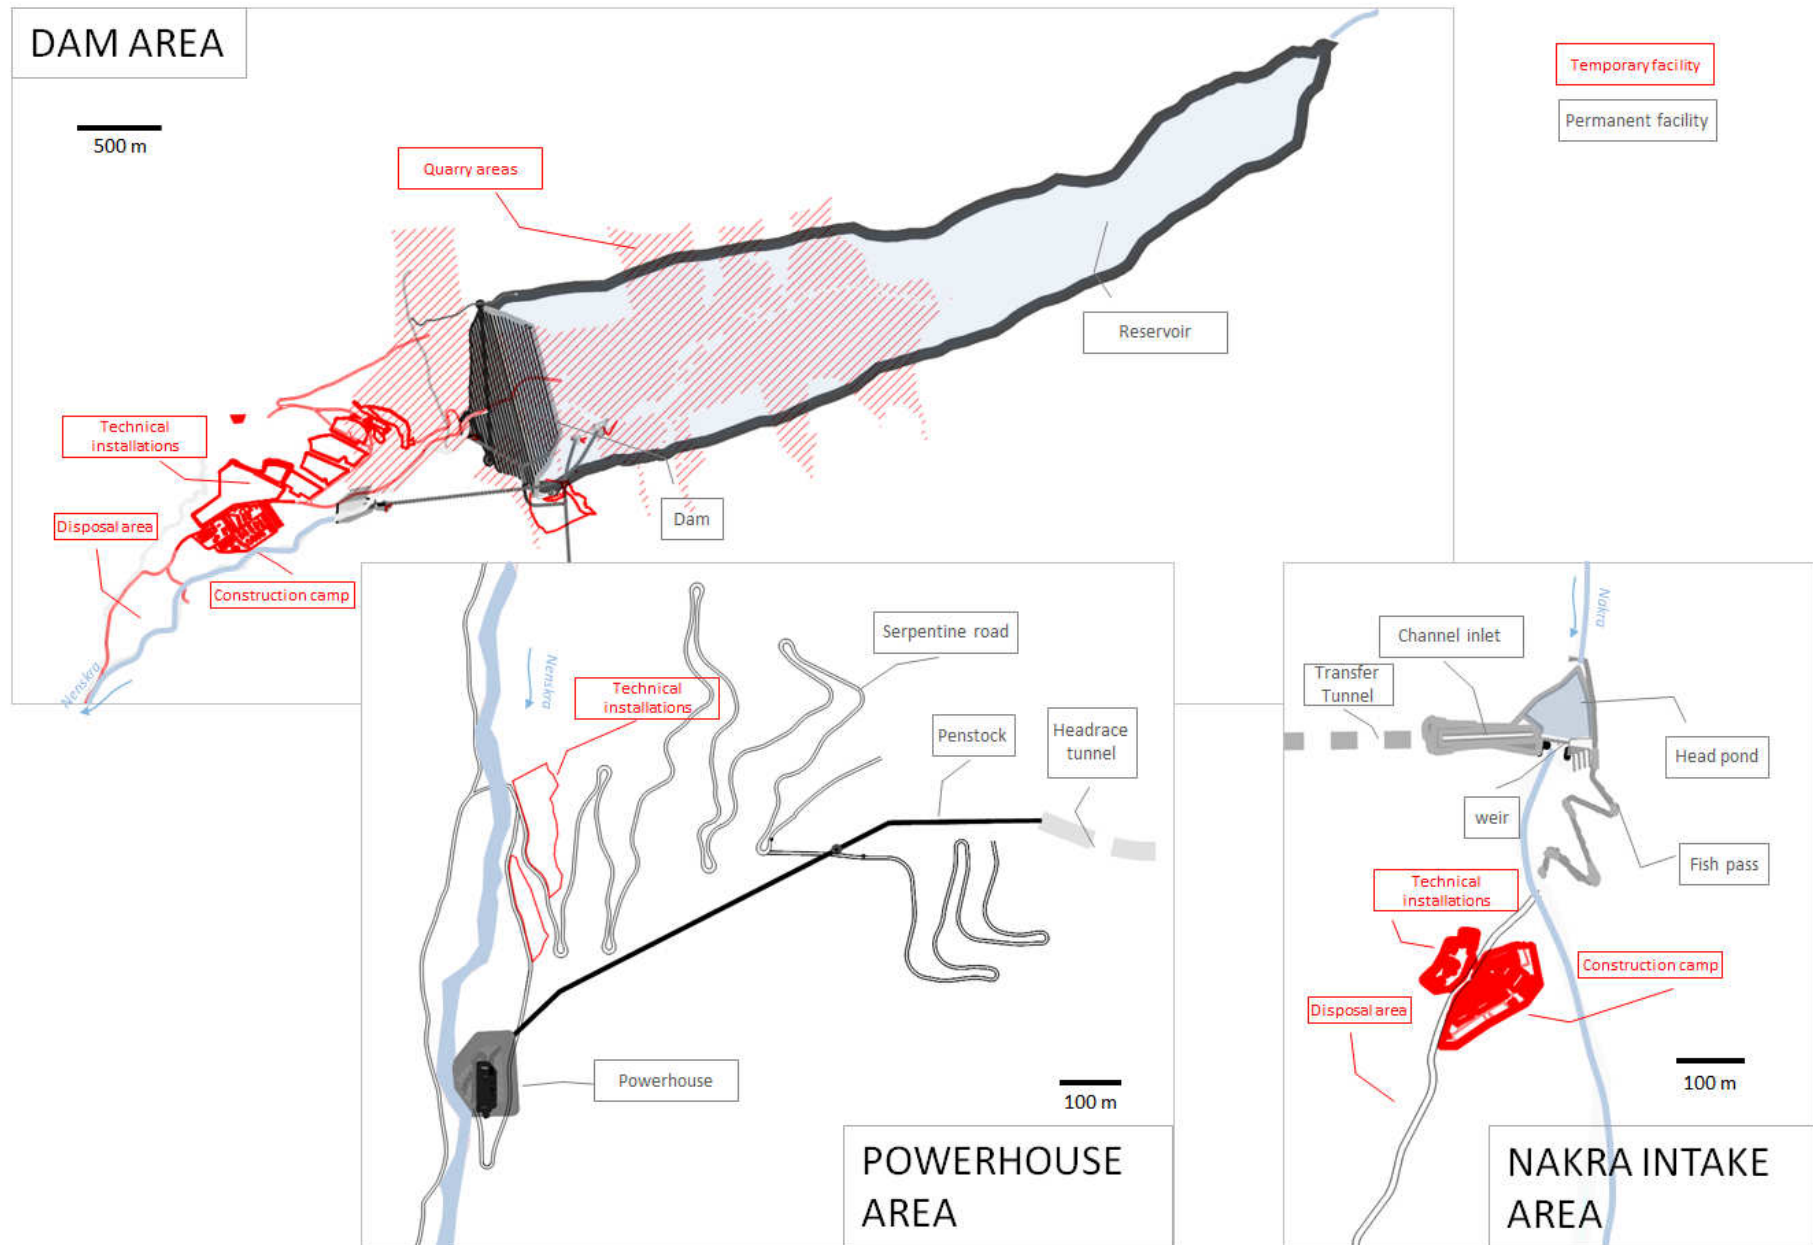 DAM AREA
500 m
Temporary facility
Permanent facility
Quarry areas
Reservoir
Technical
installations
Disposal area
Dam
Construction camp
Nenskra
Serpentine road
Nenskra
Technical
installations
Penstock
Headrace
tunnel
Powerhouse
100 m
POWERHOUSE
AREA
Nakra
Channel inlet
Transfer
Tunnel
Head pond
weir
Fish pass
Technical
installations
Construction camp
Disposal area
100 m
NAKRA INTAKE
AREA